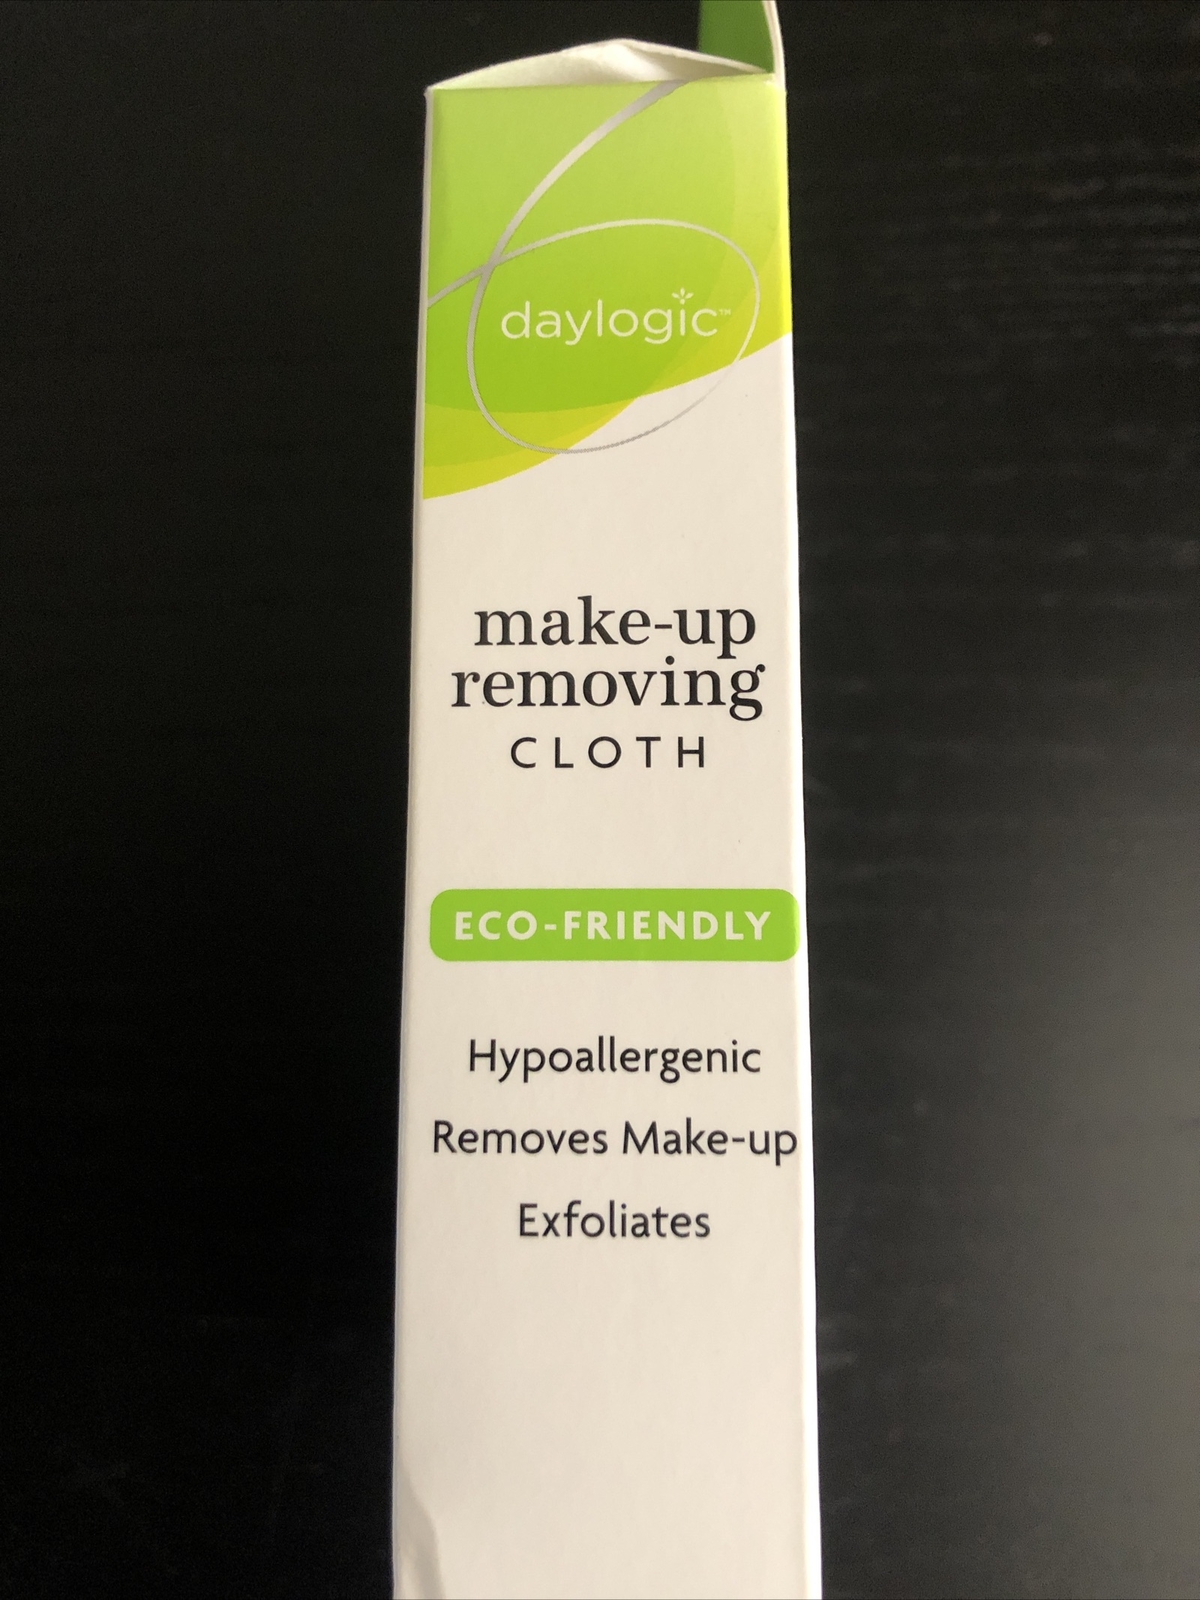 daylogic™
make-up
removing
CLOTH
ECO-FRIENDLY
Hypoallergenic
Removes Make-up
Exfoliates